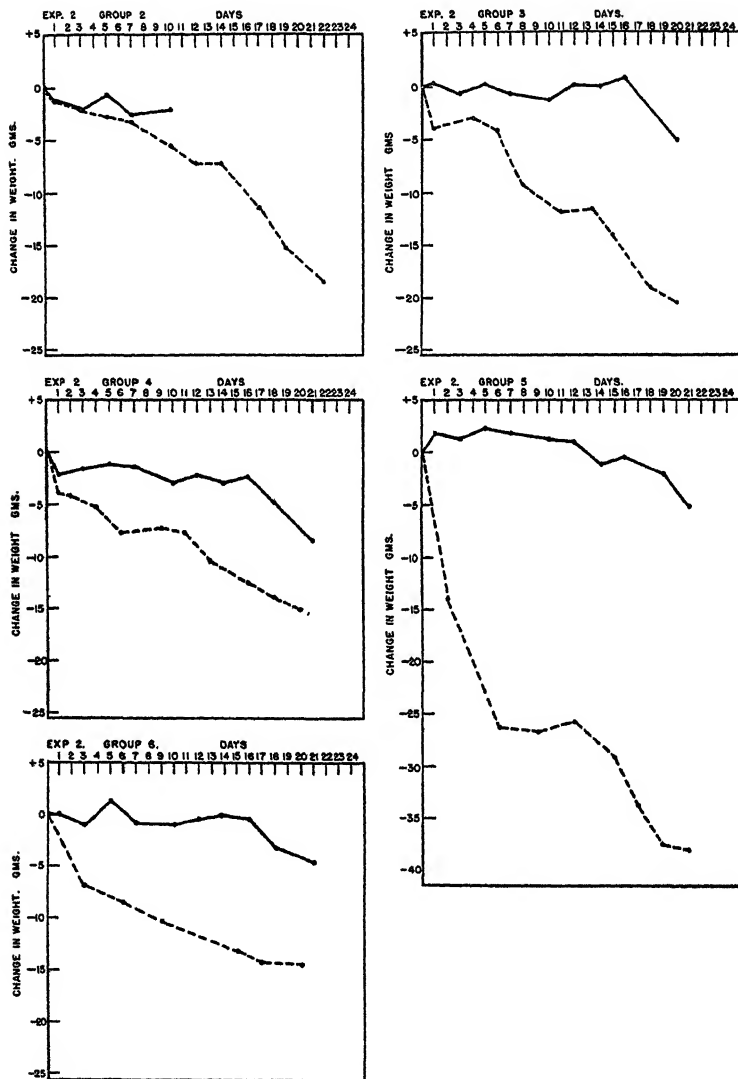 EXP. 2 GROUP 2 DAYS
1 2 3 4 5 6 7 8 9 10 11 12 13 14 15 16 17 18 19 20 21 22 23 24
+5
0
-5
-10
-15
-20
-25
CHANGE IN WEIGHT. GMS.
EXP. 2 GROUP 3 DAYS.
1 2 3 4 5 6 7 8 9 10 11 12 13 14 15 16 17 18 19 20 21 22 23 24
+5
0
-5
-10
-15
-20
-25
CHANGE IN WEIGHT. GMS
EXP. 2 GROUP 4 DAYS
1 2 3 4 5 6 7 8 9 10 11 12 13 14 15 16 17 18 19 20 21 22 23 24
+5
0
-5
-10
-15
-20
-25
CHANGE IN WEIGHT GMS.
EXP. 2. GROUP 5 DAYS.
1 2 3 4 5 6 7 8 9 10 11 12 13 14 15 16 17 18 19 20 21 22 23 24
+5
0
-5
-10
-15
-20
-25
-30
-35
-40
CHANGE IN WEIGHT GMS.
EXP 2. GROUP 6. DAYS
1 2 3 4 5 6 7 8 9 10 11 12 13 14 15 16 17 18 19 20 21 22 23 24
+5
0
-5
-10
-15
-20
-25
CHANGE IN WEIGHT. GMS.